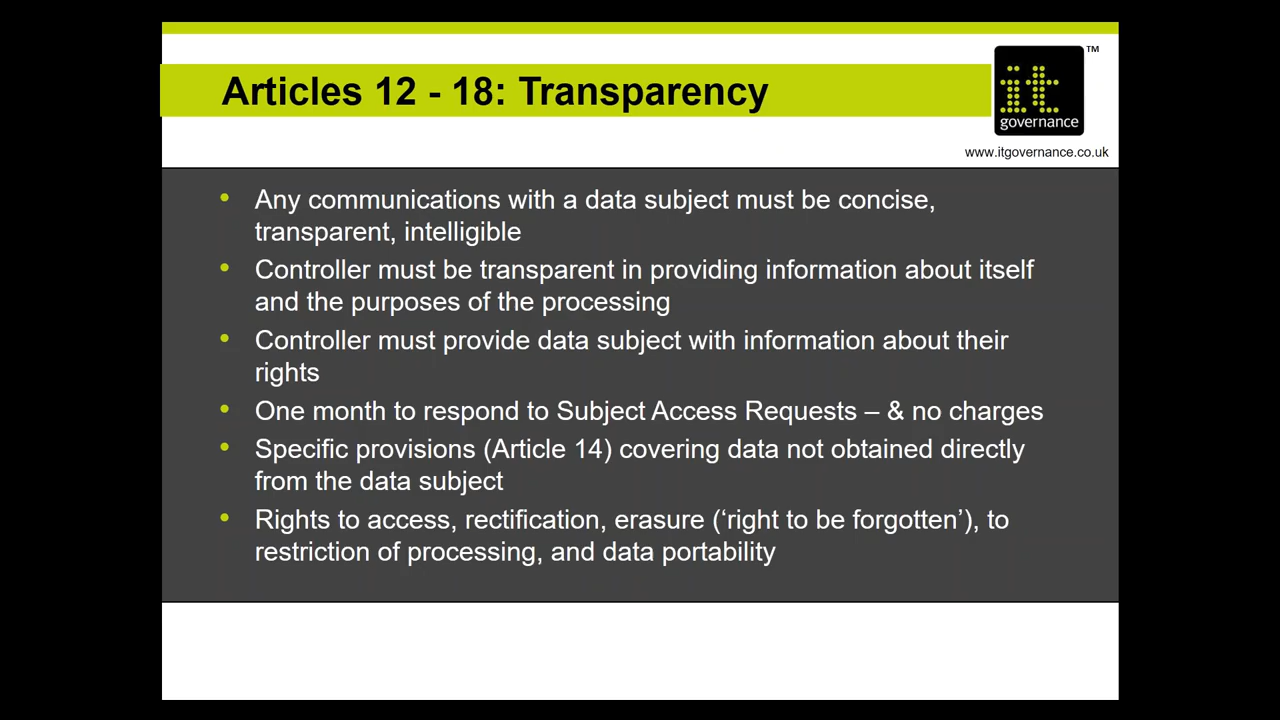 Articles 12 - 18: Transparency
TM
it
governance
www.itgovernance.co.uk
• Any communications with a data subject must be concise,
transparent, intelligible
• Controller must be transparent in providing information about itself
and the purposes of the processing
• Controller must provide data subject with information about their
rights
• One month to respond to Subject Access Requests – & no charges
• Specific provisions (Article 14) covering data not obtained directly
from the data subject
• Rights to access, rectification, erasure (‘right to be forgotten’), to
restriction of processing, and data portability